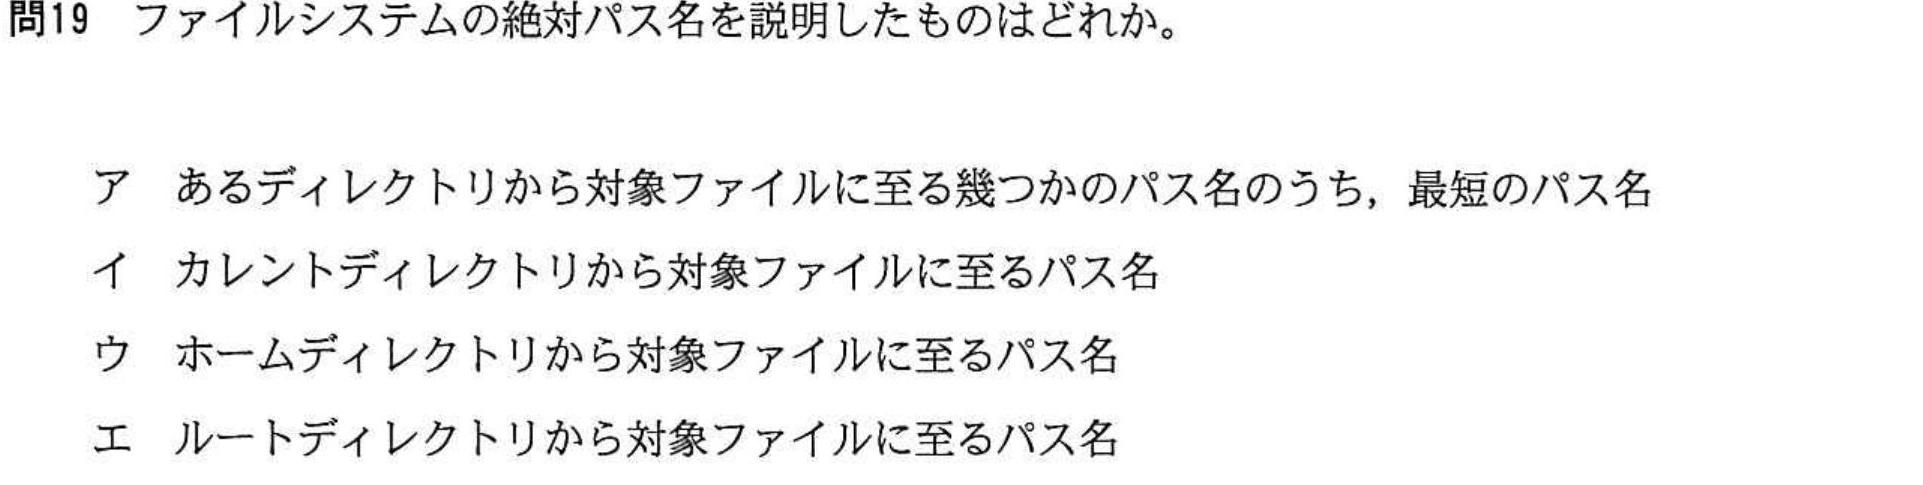 問19　ファイルシステムの絶対パス名を説明したものはどれか。
ア　あるディレクトリから対象ファイルに至る幾つかのパス名のうち，最短のパス名
イ　カレントディレクトリから対象ファイルに至るパス名
ウ　ホームディレクトリから対象ファイルに至るパス名
エ　ルートディレクトリから対象ファイルに至るパス名